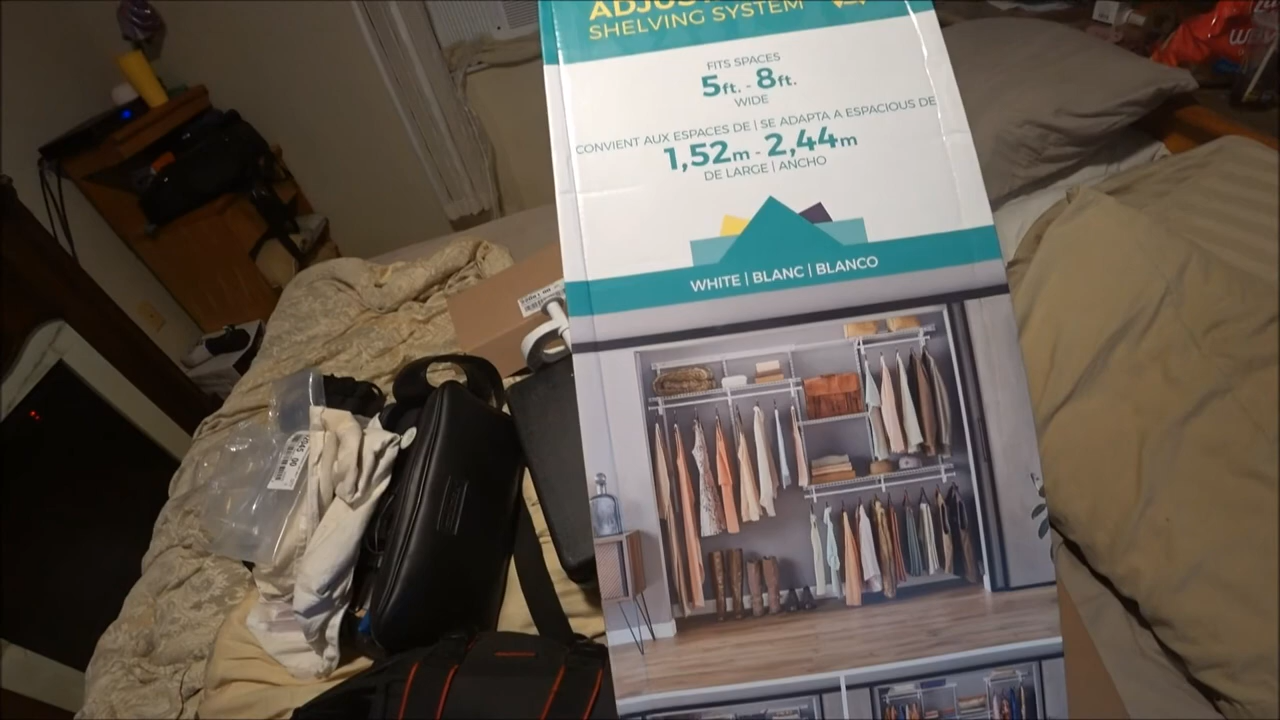 SHELVING SYSTEM
FITS SPACES
5ft. - 8ft.
WIDE
CONVIENT AUX ESPACES DE | SE ADAPTA A ESPACIOUS DE
1,52m - 2,44m
DE LARGE | ANCHO
WHITE | BLANC | BLANCO